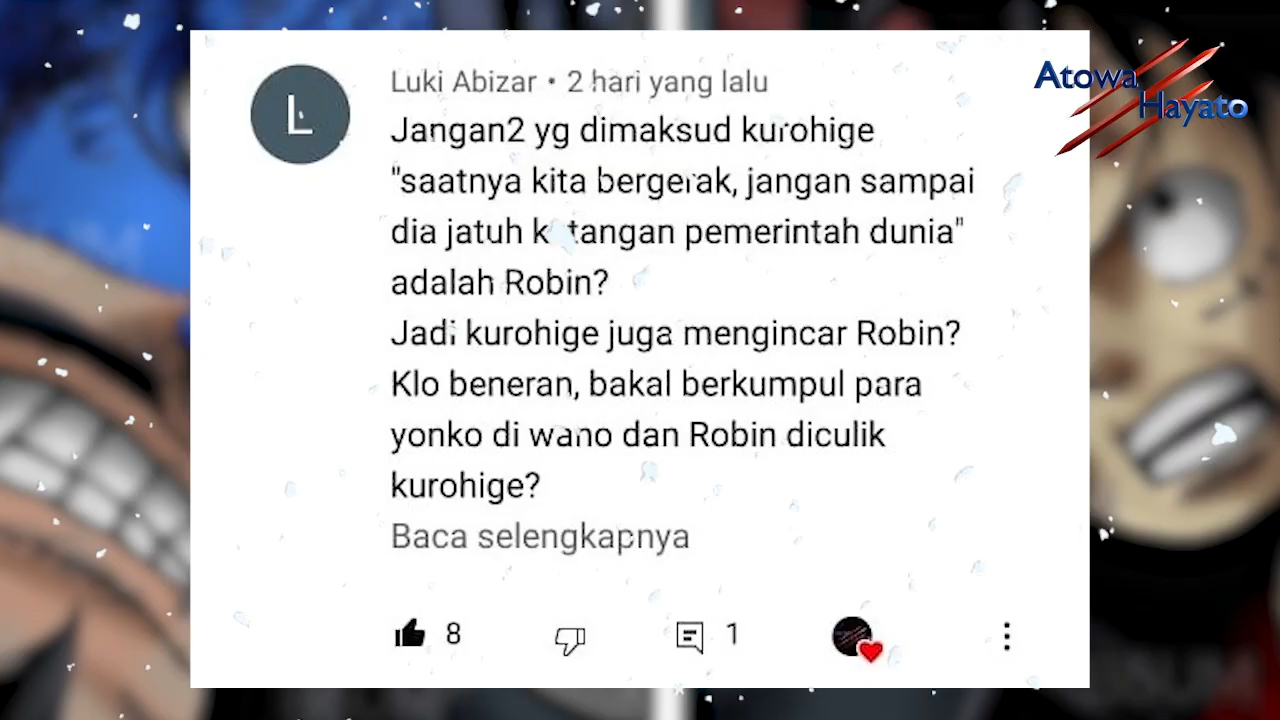 Atowa
Hayato
L
Luki Abizar • 2 hari yang lalu
Jangan2 yg dimaksud kurohige
"saatnya kita bergerak, jangan sampai
dia jatuh ketangan pemerintah dunia"
adalah Robin?
Jadi kurohige juga mengincar Robin?
Klo beneran, bakal berkumpul para
yonko di wano dan Robin diculik
kurohige?
Baca selengkapnya
8
1